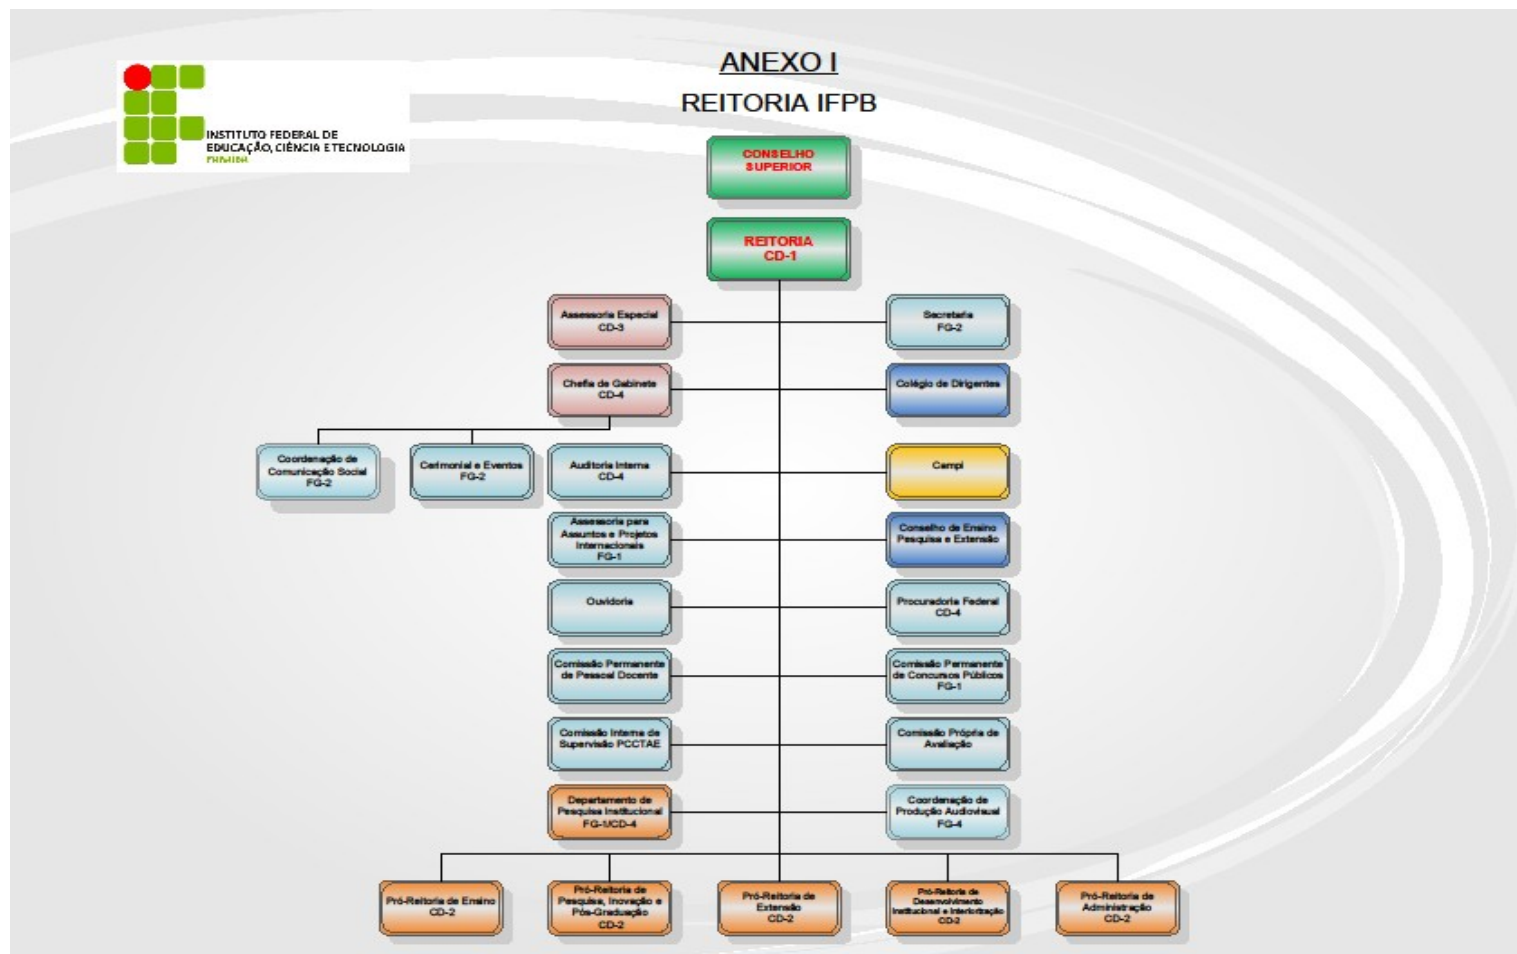 ANEXO I
REITORIA IFPB
INSTITUTO FEDERAL DE
EDUCAÇÃO, CIÊNCIA E TECNOLOGIA
PARAÍBA
CONSELHO
SUPERIOR
REITORIA
CD-1
Assessoria Especial
CD-3
Secretaria
FG-2
Chefia de Gabinete
CD-4
Colégio de Dirigentes
Coordenação de
Comunicação Social
FG-2
Cerimonial e Eventos
FG-2
Auditoria Interna
CD-4
Campi
Assessoria para
Assuntos e Projetos
Internacionais
FG-1
Conselho de Ensino
Pesquisa e Extensão
Ouvidoria
Procuradoria Federal
CD-4
Comissão Permanente
de Pessoal Docente
Comissão Permanente
de Concursos Públicos
FG-1
Comissão Interna de
Supervisão PCCTAE
Comissão Própria de
Avaliação
Departamento de
Pesquisa Institucional
FG-1/CD-4
Coordenação de
Produção Audiovisual
FG-4
Pró-Reitoria de Ensino
CD-2
Pró-Reitoria de
Pesquisa, Inovação e
Pós-Graduação
CD-2
Pró-Reitoria de
Extensão
CD-2
Pró-Reitoria de
Desenvolvimento
Institucional e Interiorização
CD-2
Pró-Reitoria de
Administração
CD-2